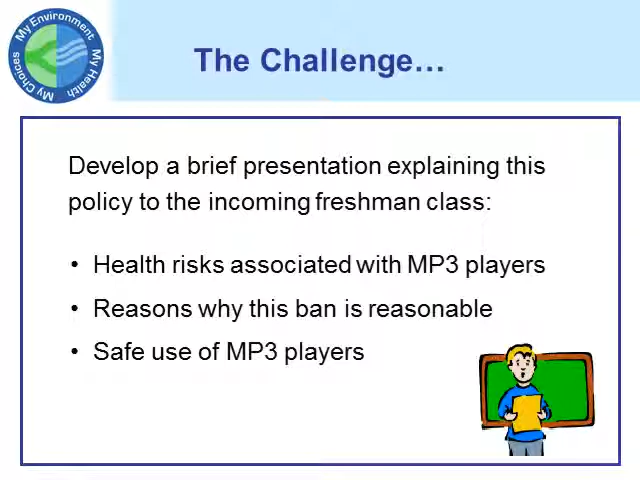 My Environment
My Health
My Choices
The Challenge…
Develop a brief presentation explaining this
policy to the incoming freshman class:
• Health risks associated with MP3 players
• Reasons why this ban is reasonable
• Safe use of MP3 players